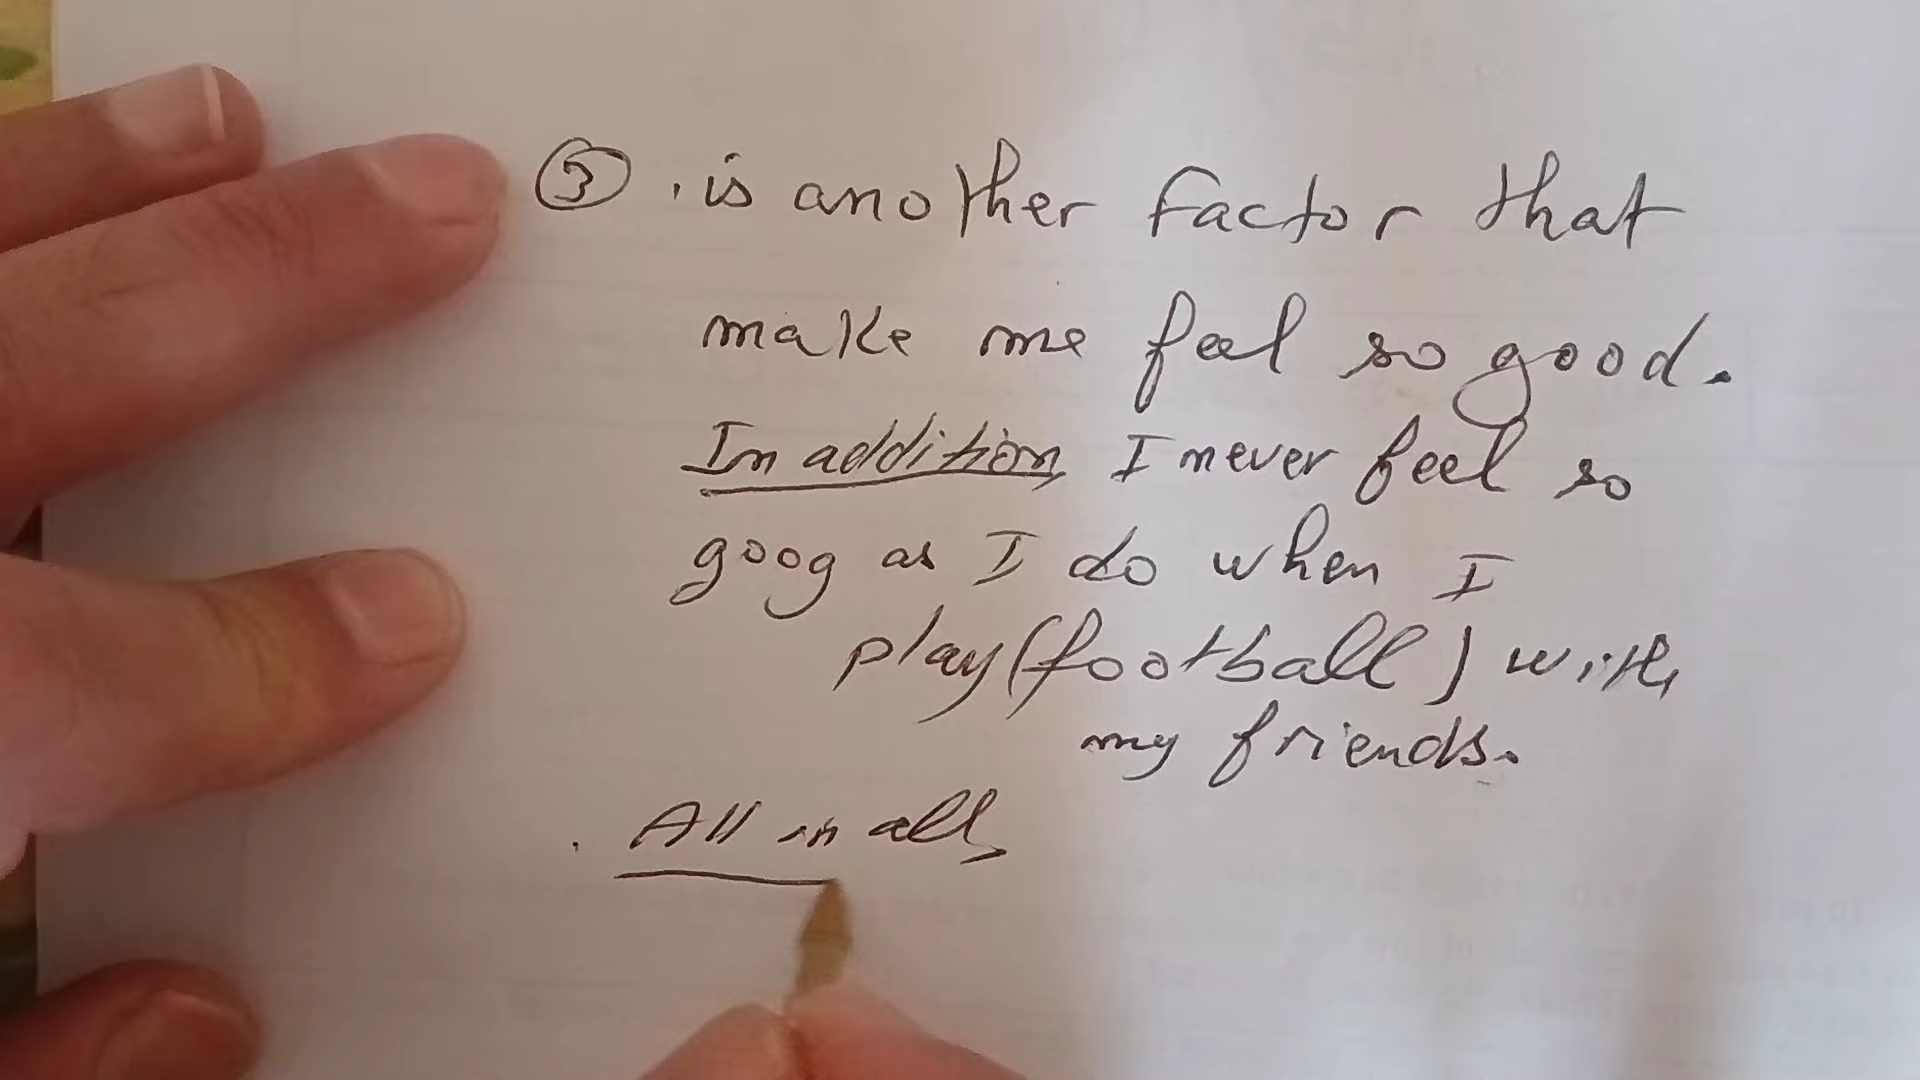 ③ . is another factor that
make me feel so good.
In addition, I never feel so
goog as I do when I
play (football) with
my friends.
. All in all,